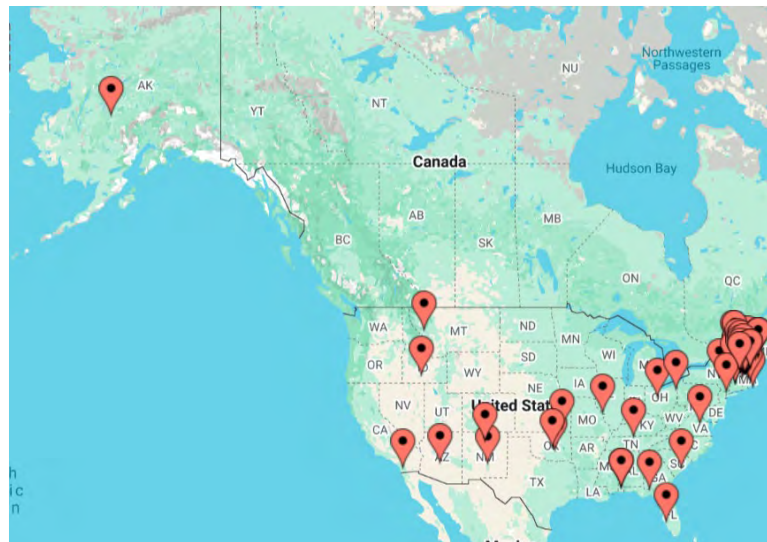 Northwestern
Passages
NU
AK
YT
NT
Canada
Hudson Bay
AB
MB
BC
SK
ON
QC
WA
MT
ND
MN
OR
SD
WI
WY
IA
NE
OH
NV
UT
United Stat
MO
WV
DE
KY
VA
CA
TN
AZ
NM
AR
TX
LA
GA